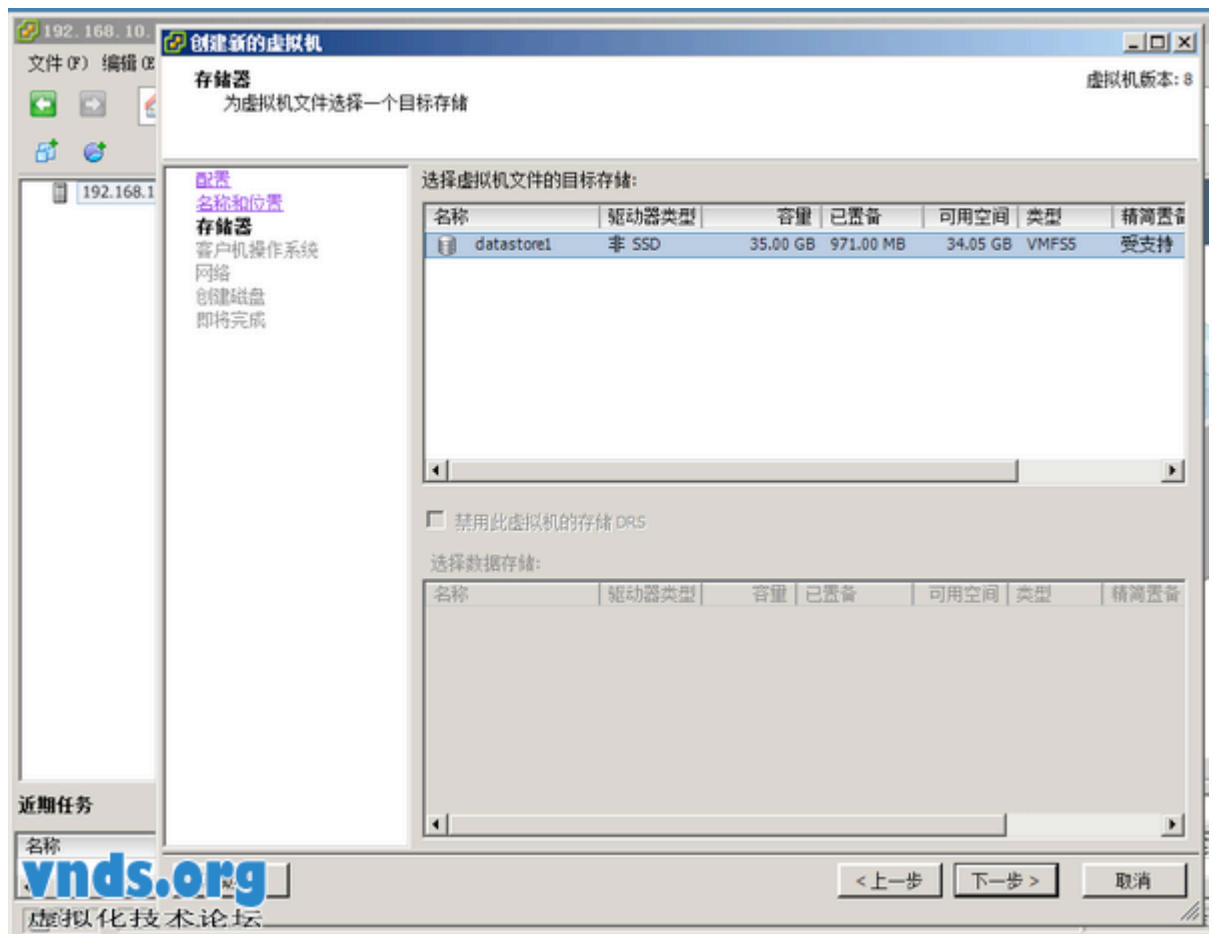 192. 168. 10.
文件(F) 编辑(E
192.168.1
近期任务
名称
创建新的虚拟机
存储器
为虚拟机文件选择一个目标存储
虚拟机版本: 8
配置
名称和位置
存储器
客户机操作系统
网络
创建磁盘
即将完成
选择虚拟机文件的目标存储:
名称 驱动器类型 容量 已置备 可用空间 类型 精简置备
datastore1 非 SSD 35.00 GB 971.00 MB 34.05 GB VMFS5 受支持
禁用此虚拟机的存储 DRS
选择数据存储:
名称 驱动器类型 容量 已置备 可用空间 类型 精简置备
<上一步 下一步> 取消
vnds.org
虚拟化技术论坛